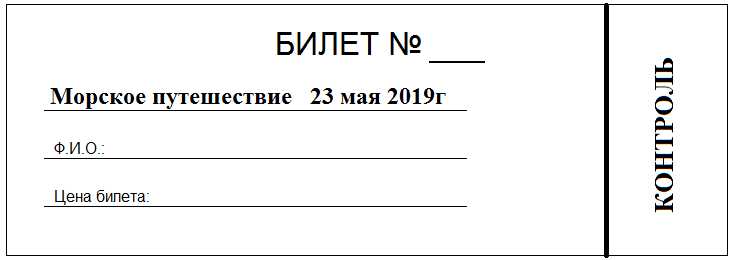 БИЛЕТ № ___
Морское путешествие 23 мая 2019г
Ф.И.О.:
Цена билета:
КОНТРОЛЬ